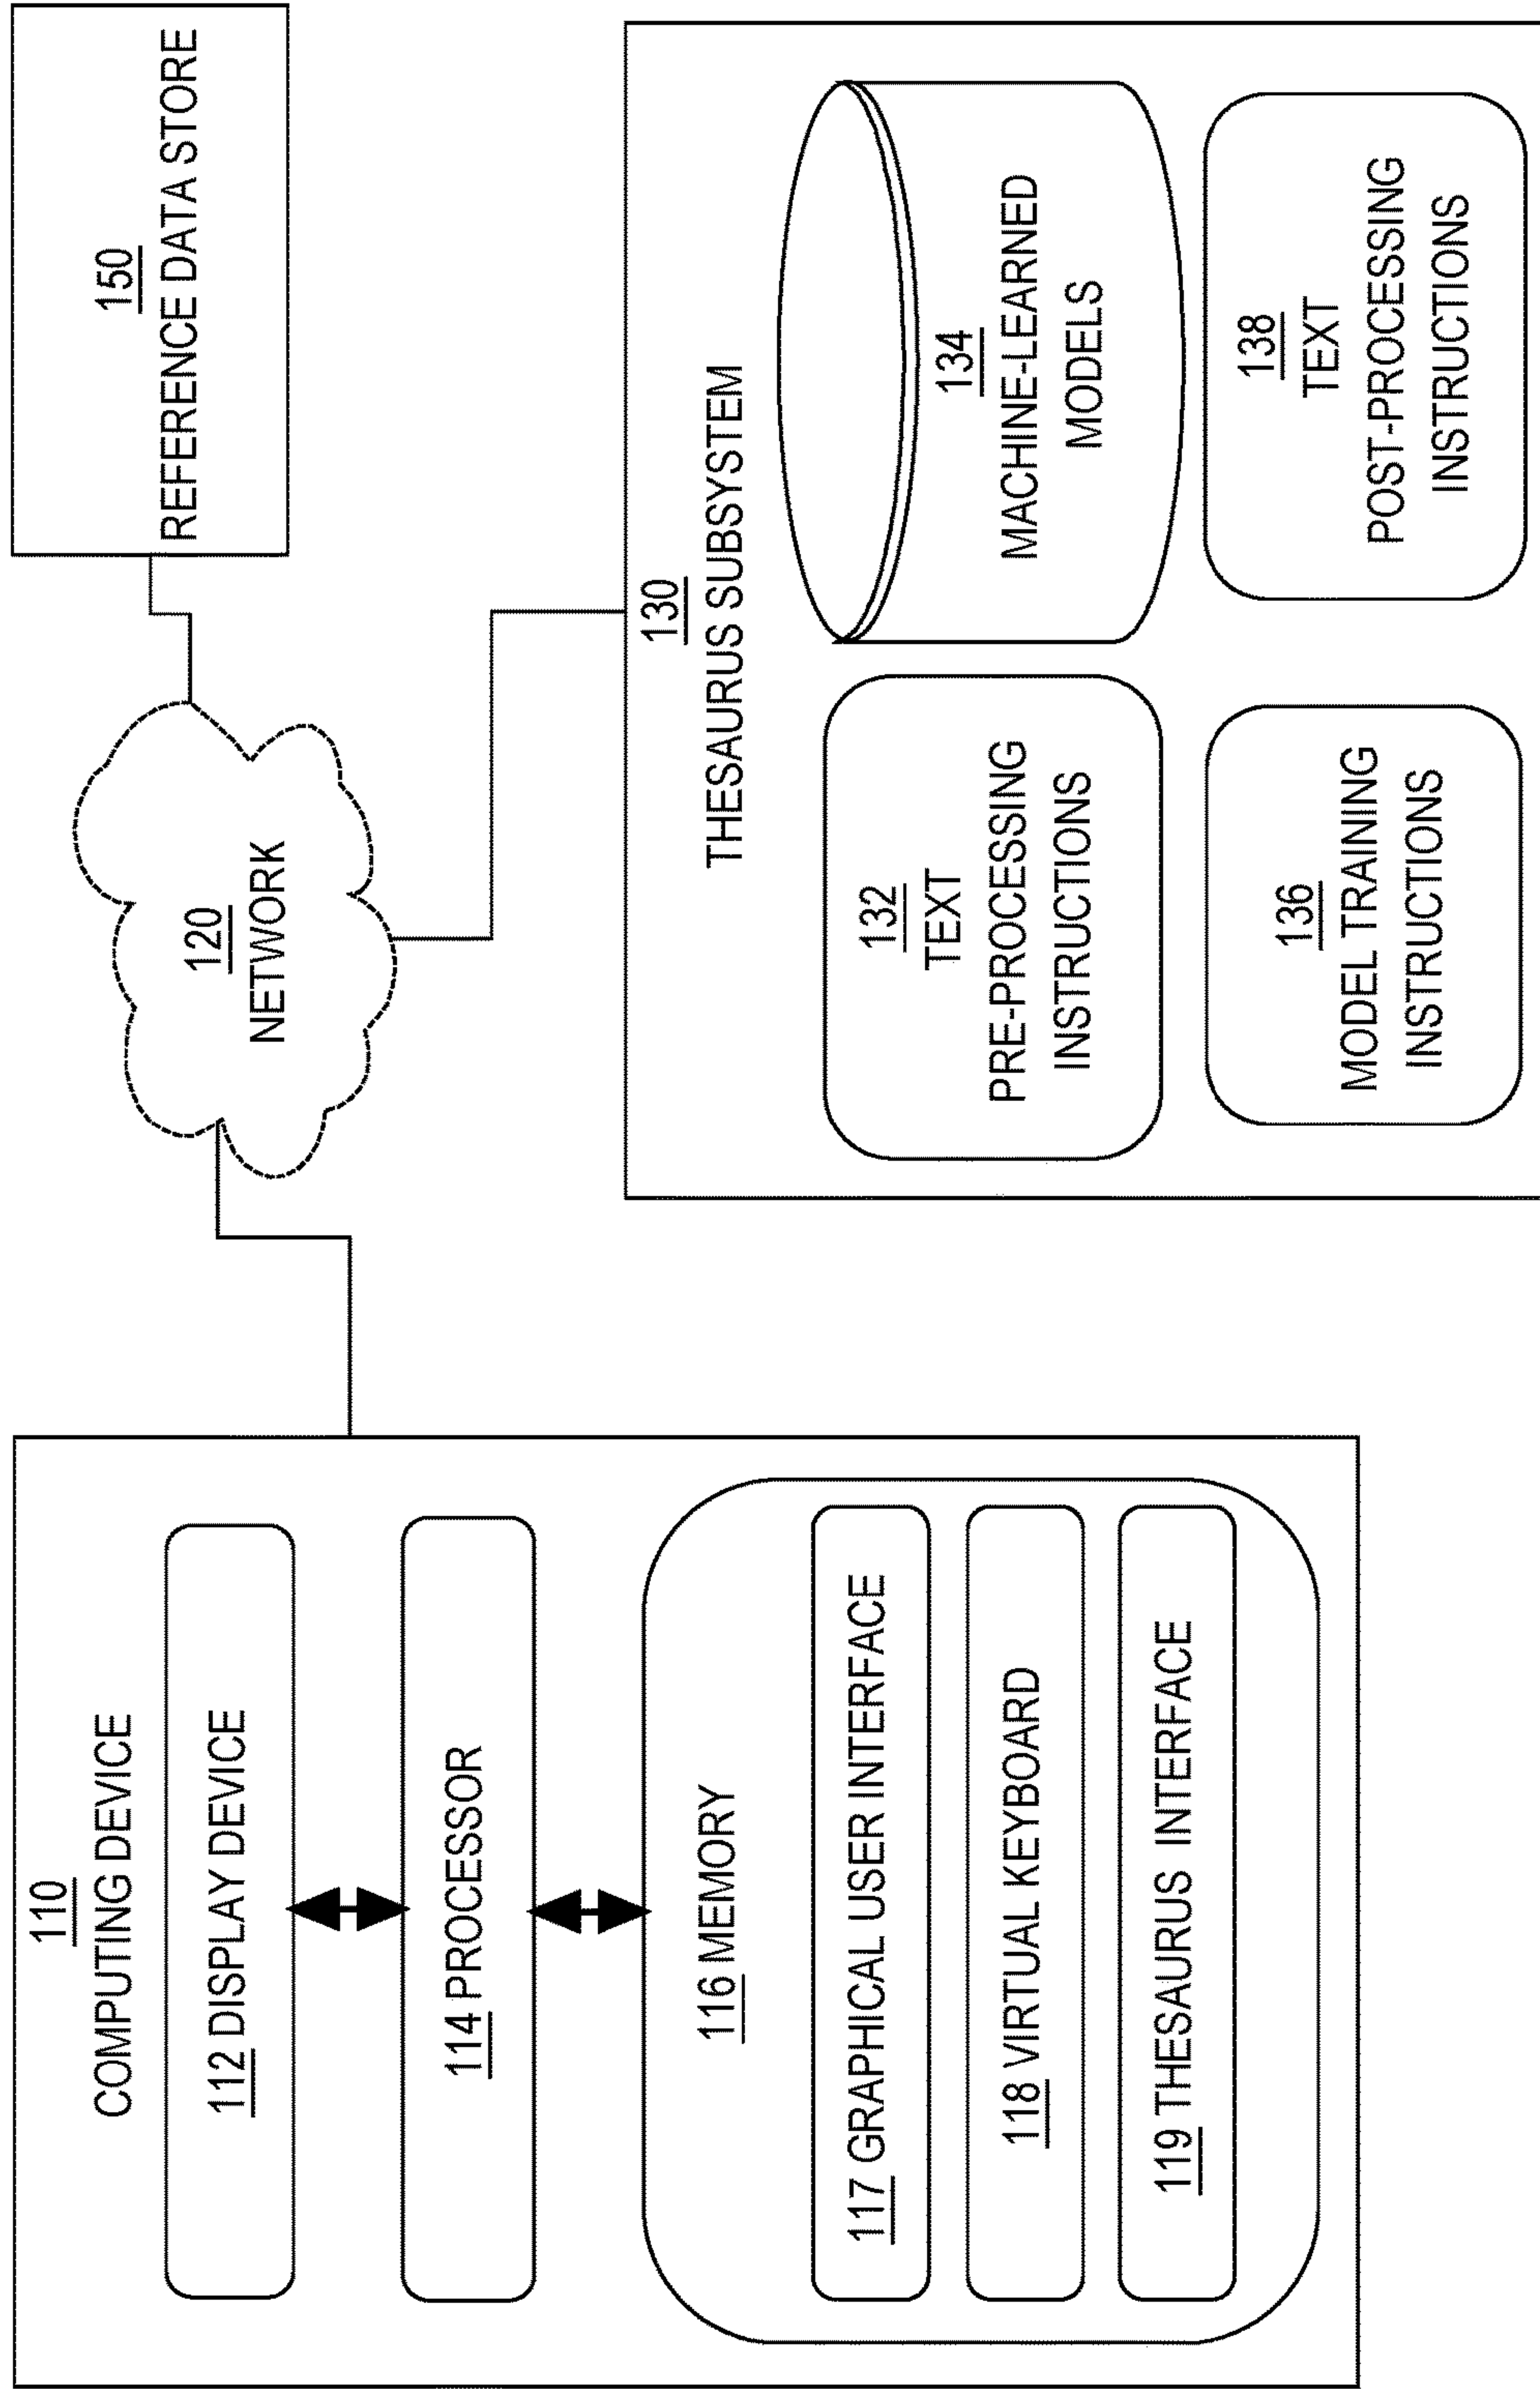 110
COMPUTING DEVICE
112 DISPLAY DEVICE
114 PROCESSOR
116 MEMORY
117 GRAPHICAL USER INTERFACE
118 VIRTUAL KEYBOARD
119 THESAURUS INTERFACE
120
NETWORK
150
REFERENCE DATA STORE
130
THESAURUS SUBSYSTEM
132
TEXT
PRE-PROCESSING
INSTRUCTIONS
134
MACHINE-LEARNED
MODELS
136
MODEL TRAINING
INSTRUCTIONS
138
TEXT
POST-PROCESSING
INSTRUCTIONS